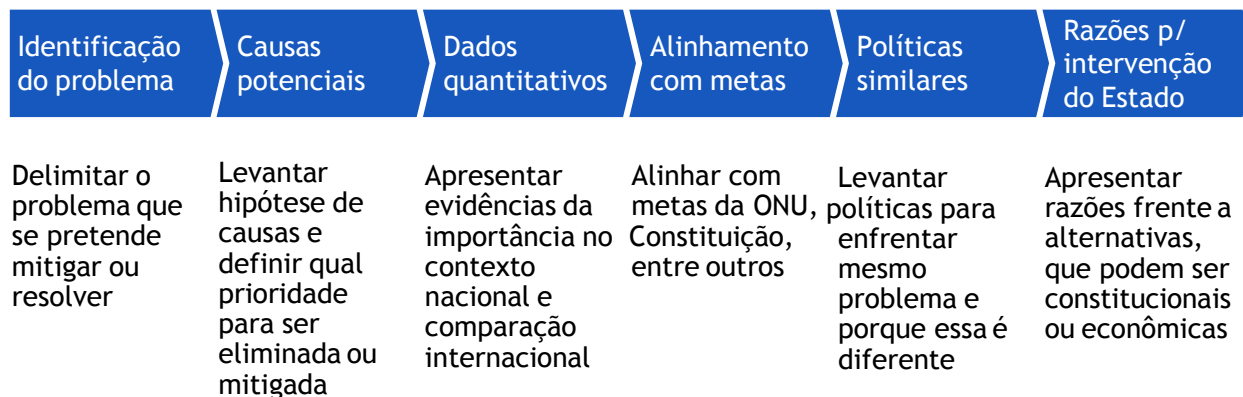 Identificação
do problema
Causas
potenciais
Dados
quantitativos
Alinhamento
com metas
Políticas
similares
Razões p/
intervenção
do Estado
Delimitar o
problema que
se pretende
mitigar ou
resolver
Levantar
hipótese de
causas e
definir qual
prioridade
para ser
eliminada ou
mitigada
Apresentar
evidências da
importância no
contexto
nacional e
comparação
internacional
Alinhar com
metas da ONU,
Constituição,
entre outros
Levantar
políticas para
enfrentar
mesmo
problema e
porque essa é
diferente
Apresentar
razões frente a
alternativas,
que podem ser
constitucionais
ou econômicas